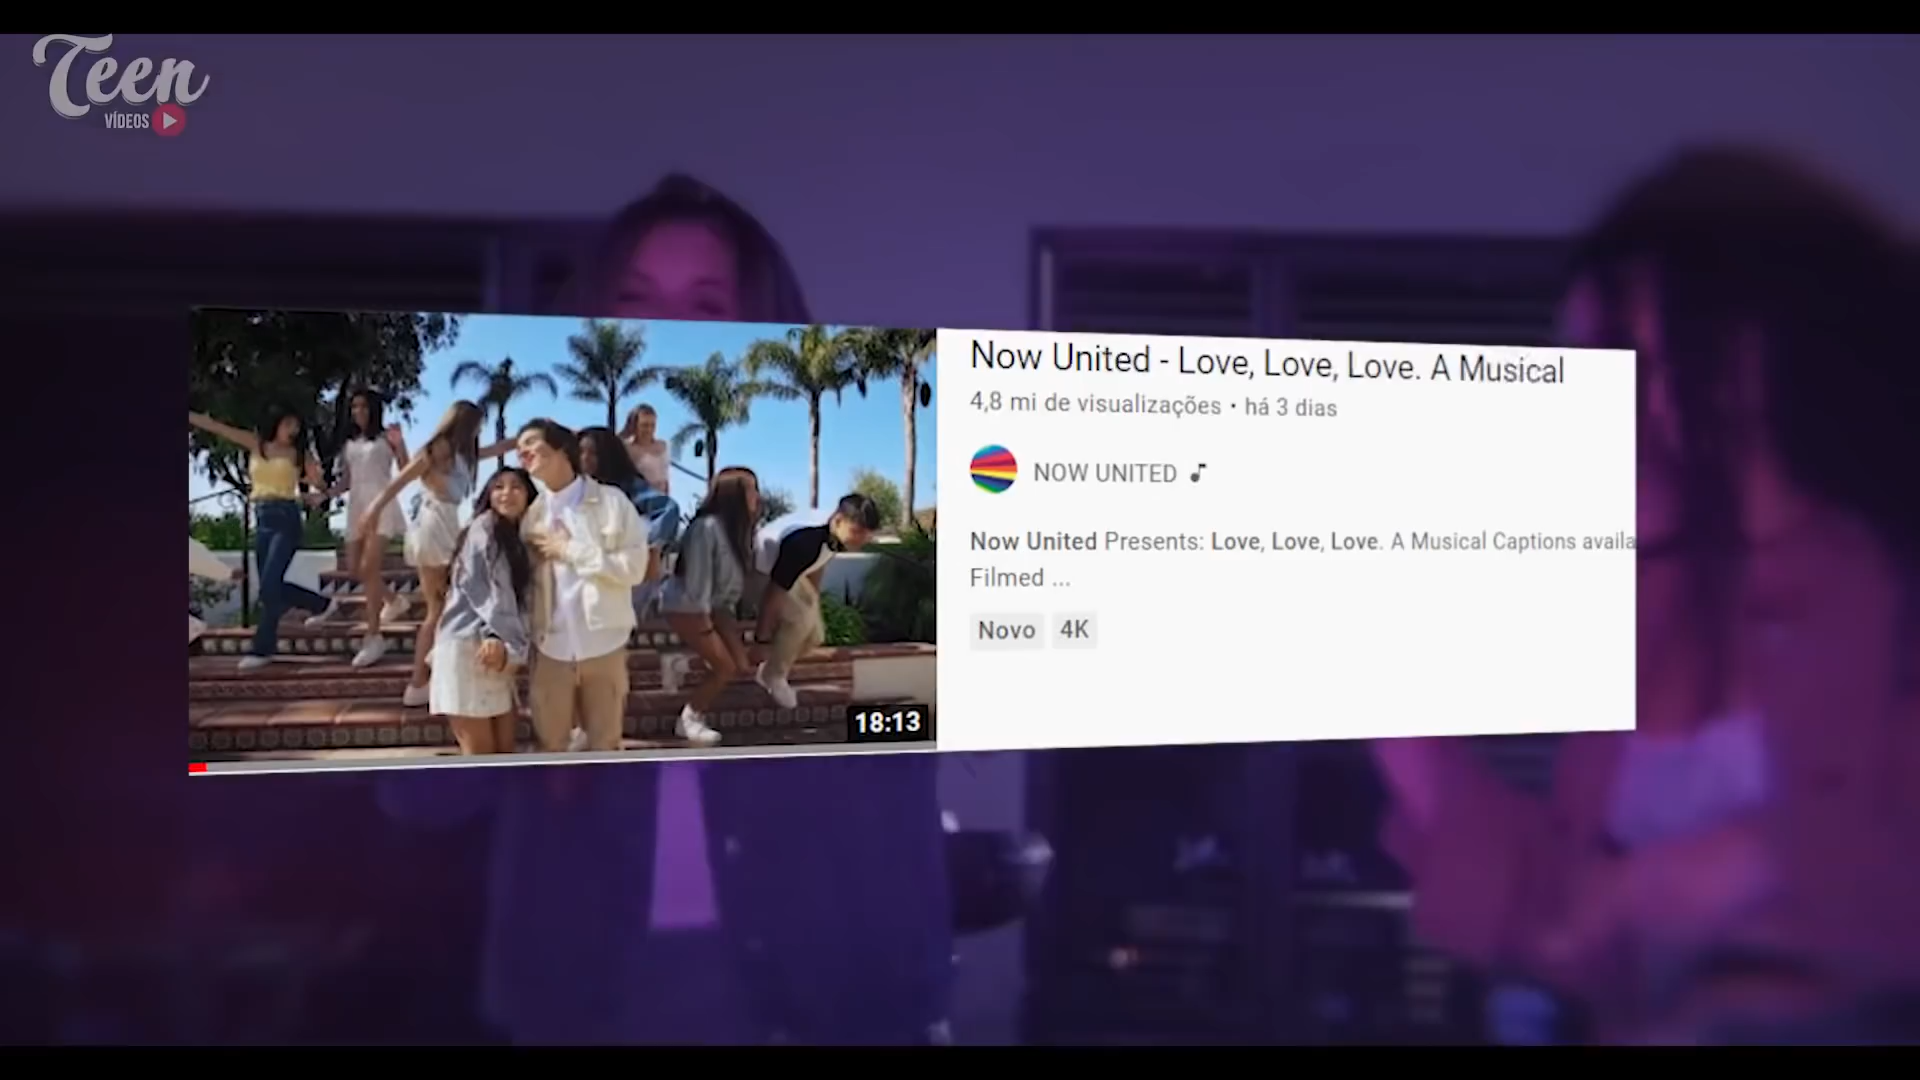 Teen
VÍDEOS
Now United - Love, Love, Love. A Musical
4,8 mi de visualizações • há 3 dias
NOW UNITED
Now United Presents: Love, Love, Love. A Musical Captions availa
Filmed ...
Novo 4K
18:13